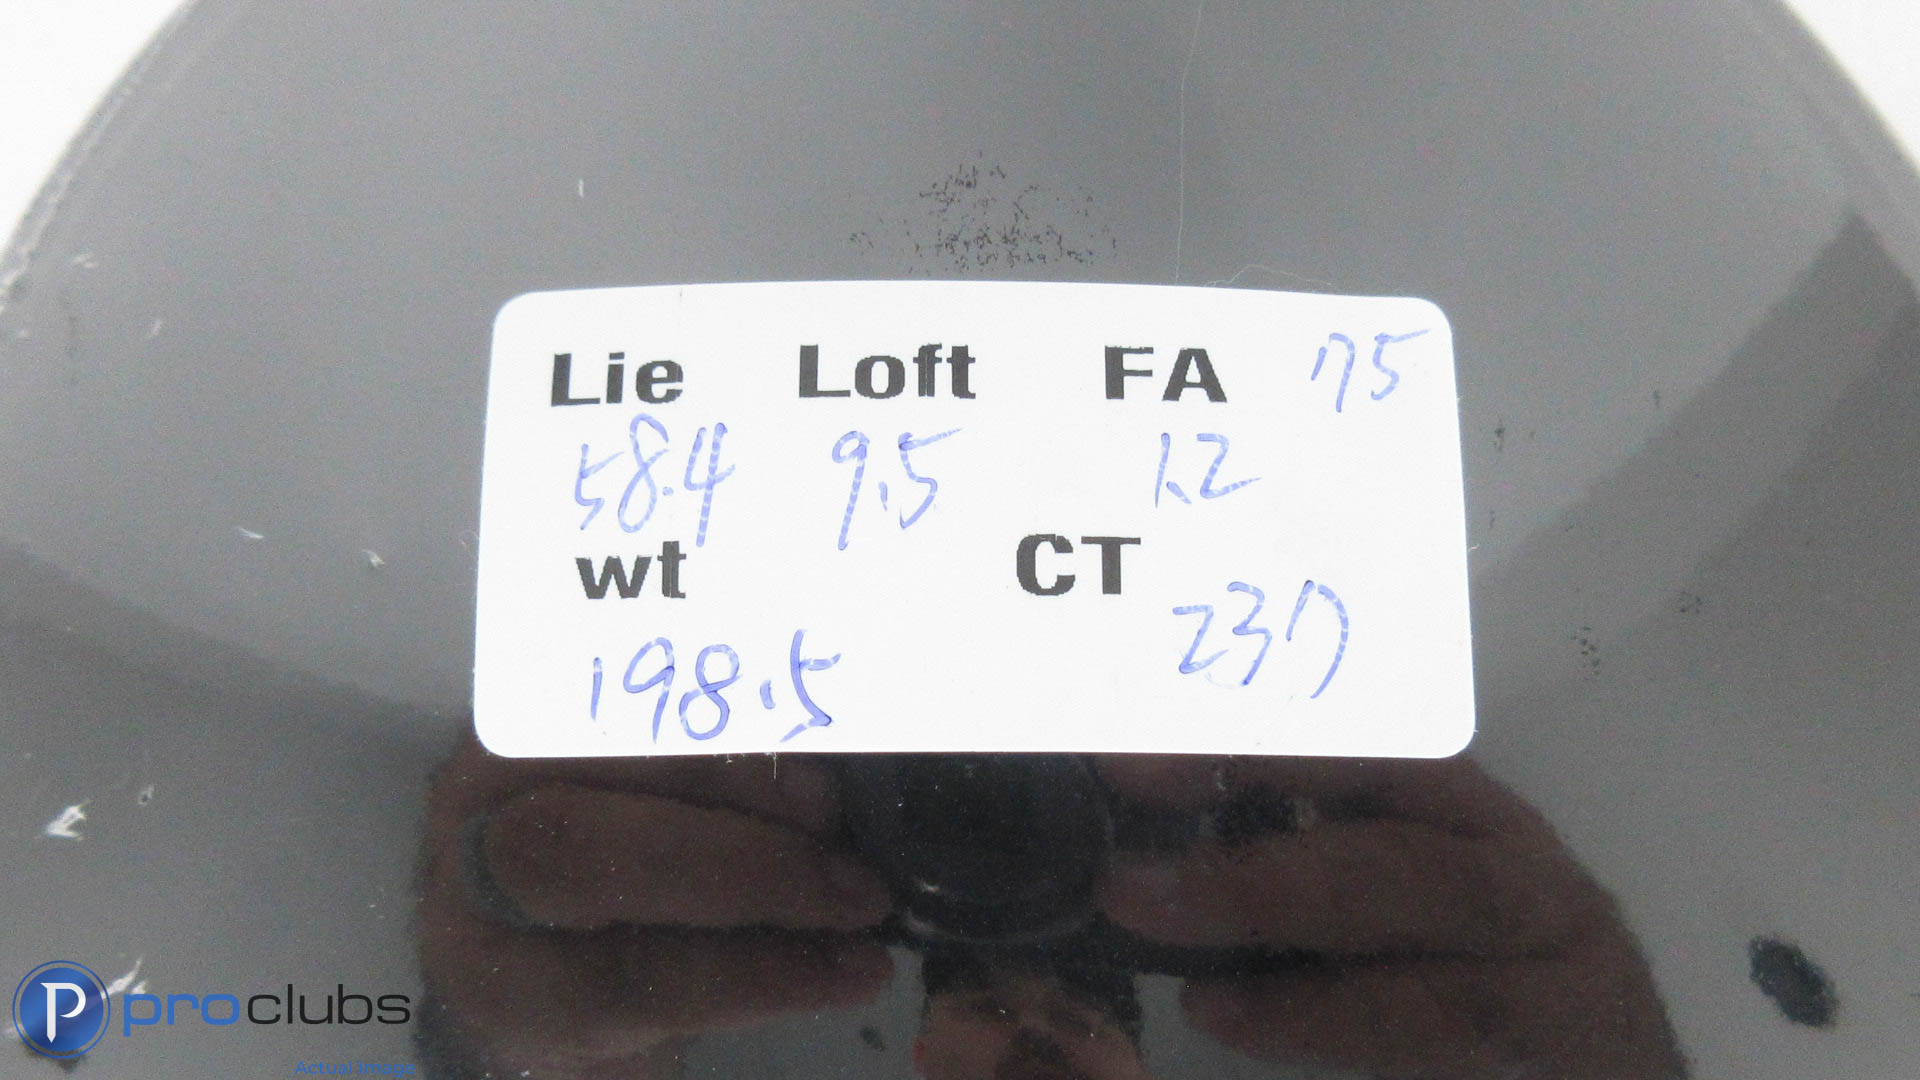 Lie Loft FA 75
58.4 9.5 1.2
wt CT
198.5 237
proclubs
Actual Image